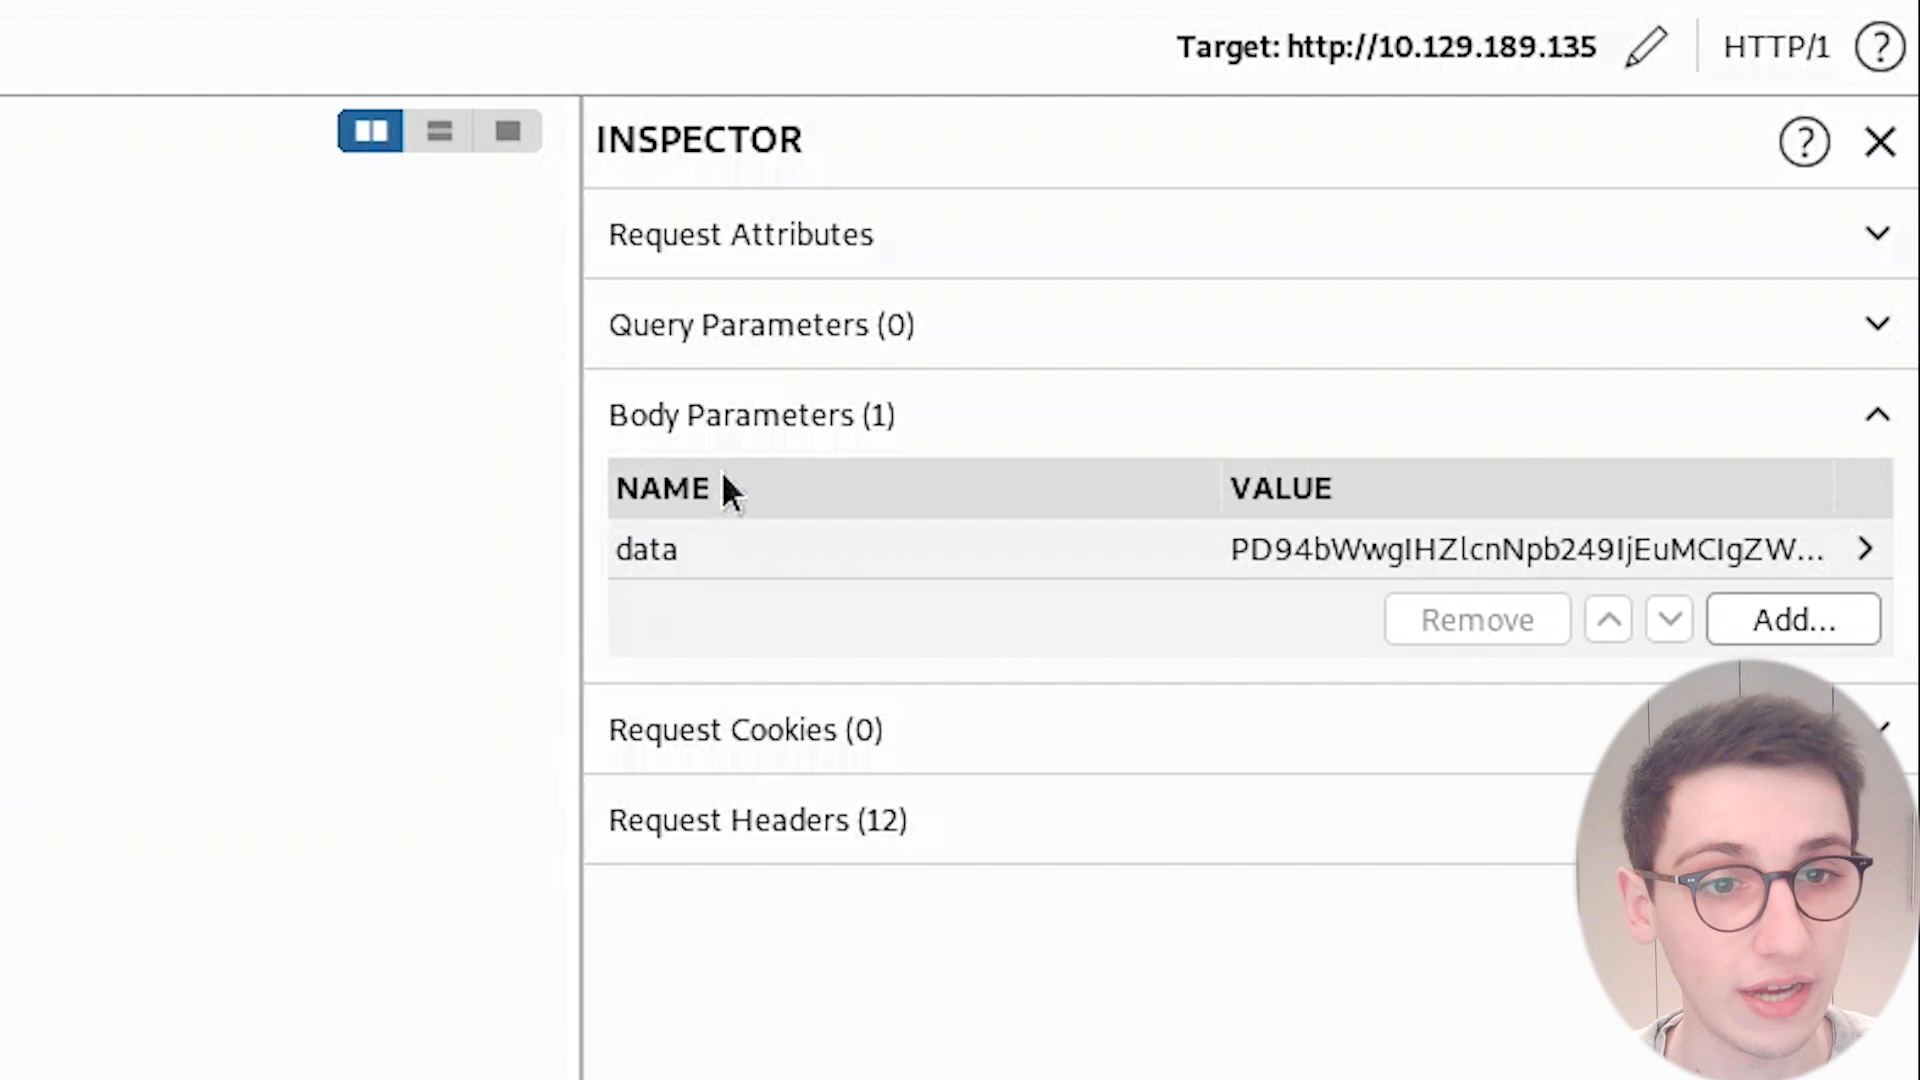 Target: http://10.129.189.135 HTTP/1 ?
INSPECTOR ?
Request Attributes
Query Parameters (0)
Body Parameters (1)
NAME VALUE
data PD94bWwgIHZlcnNpb249IjEuMCIgZW...
Remove Add...
Request Cookies (0)
Request Headers (12)